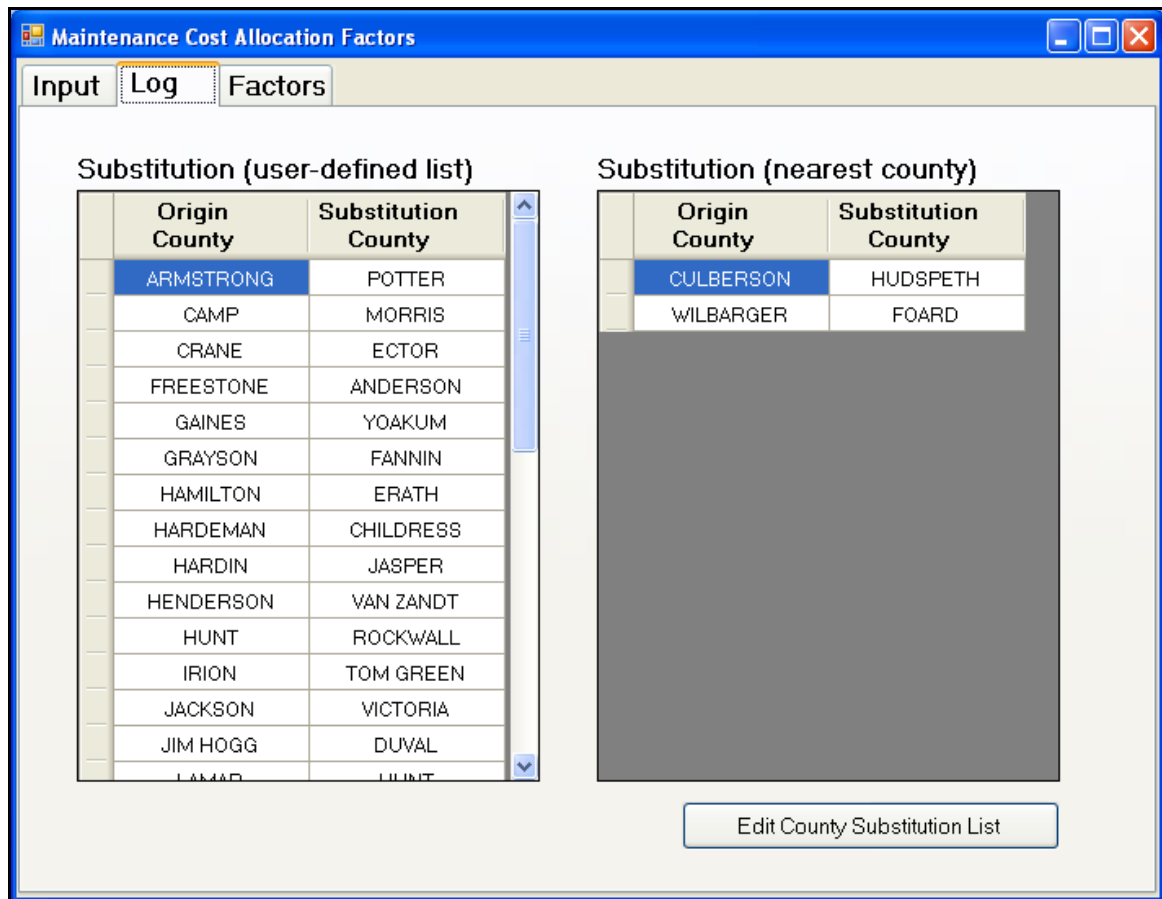 Maintenance Cost Allocation Factors
Input Log Factors
Substitution (user-defined list)
Origin County Substitution County
ARMSTRONG POTTER
CAMP MORRIS
CRANE ECTOR
FREESTONE ANDERSON
GAINES YOAKUM
GRAYSON FANNIN
HAMILTON ERATH
HARDEMAN CHILDRESS
HARDIN JASPER
HENDERSON VAN ZANDT
HUNT ROCKWALL
IRION TOM GREEN
JACKSON VICTORIA
JIM HOGG DUVAL
LAMAR HUNT
Substitution (nearest county)
Origin County Substitution County
CULBERSON HUDSPETH
WILBARGER FOARD
Edit County Substitution List